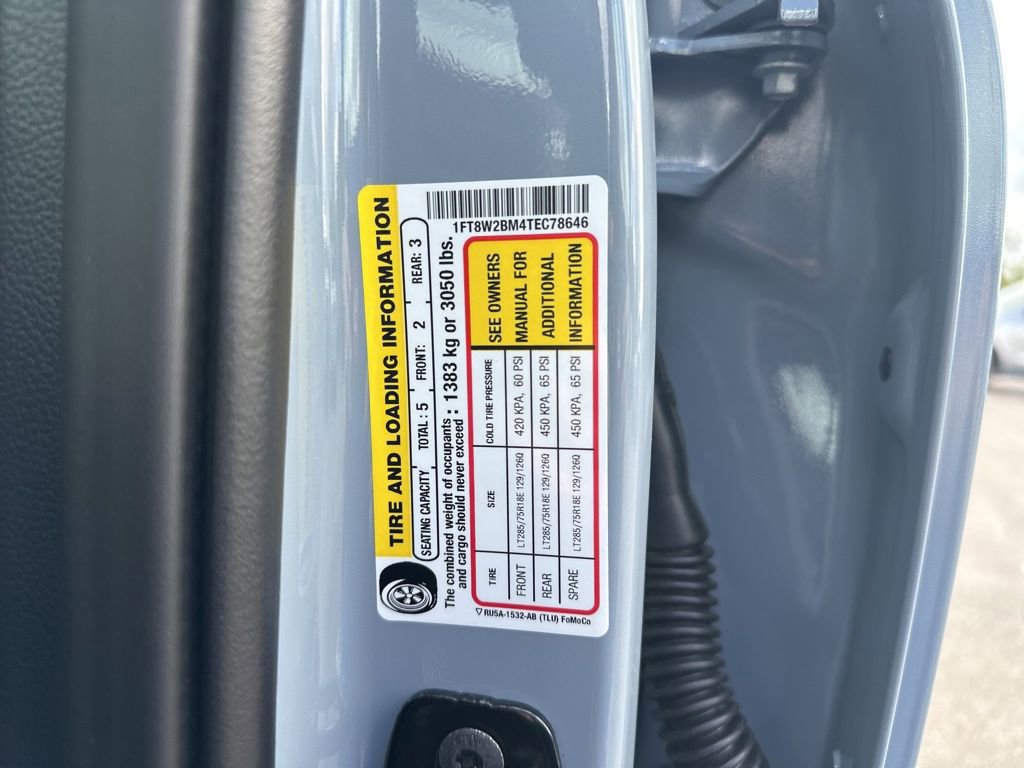 1FT8W2BM4TEC78646
TIRE AND LOADING INFORMATION
SEATING CAPACITY TOTAL : 5 FRONT: 2 REAR: 3
The combined weight of occupants : 1383 kg or 3050 lbs.
and cargo should never exceed
TIRE SIZE COLD TIRE PRESSURE SEE OWNERS
FRONT LT285/75R18E 129/126Q 420 KPA, 60 PSI MANUAL FOR
REAR LT285/75R18E 129/126Q 450 KPA, 65 PSI ADDITIONAL
SPARE LT285/75R18E 129/126Q 450 KPA, 65 PSI INFORMATION
RU5A-1532-AB (TLU) FoMoCo